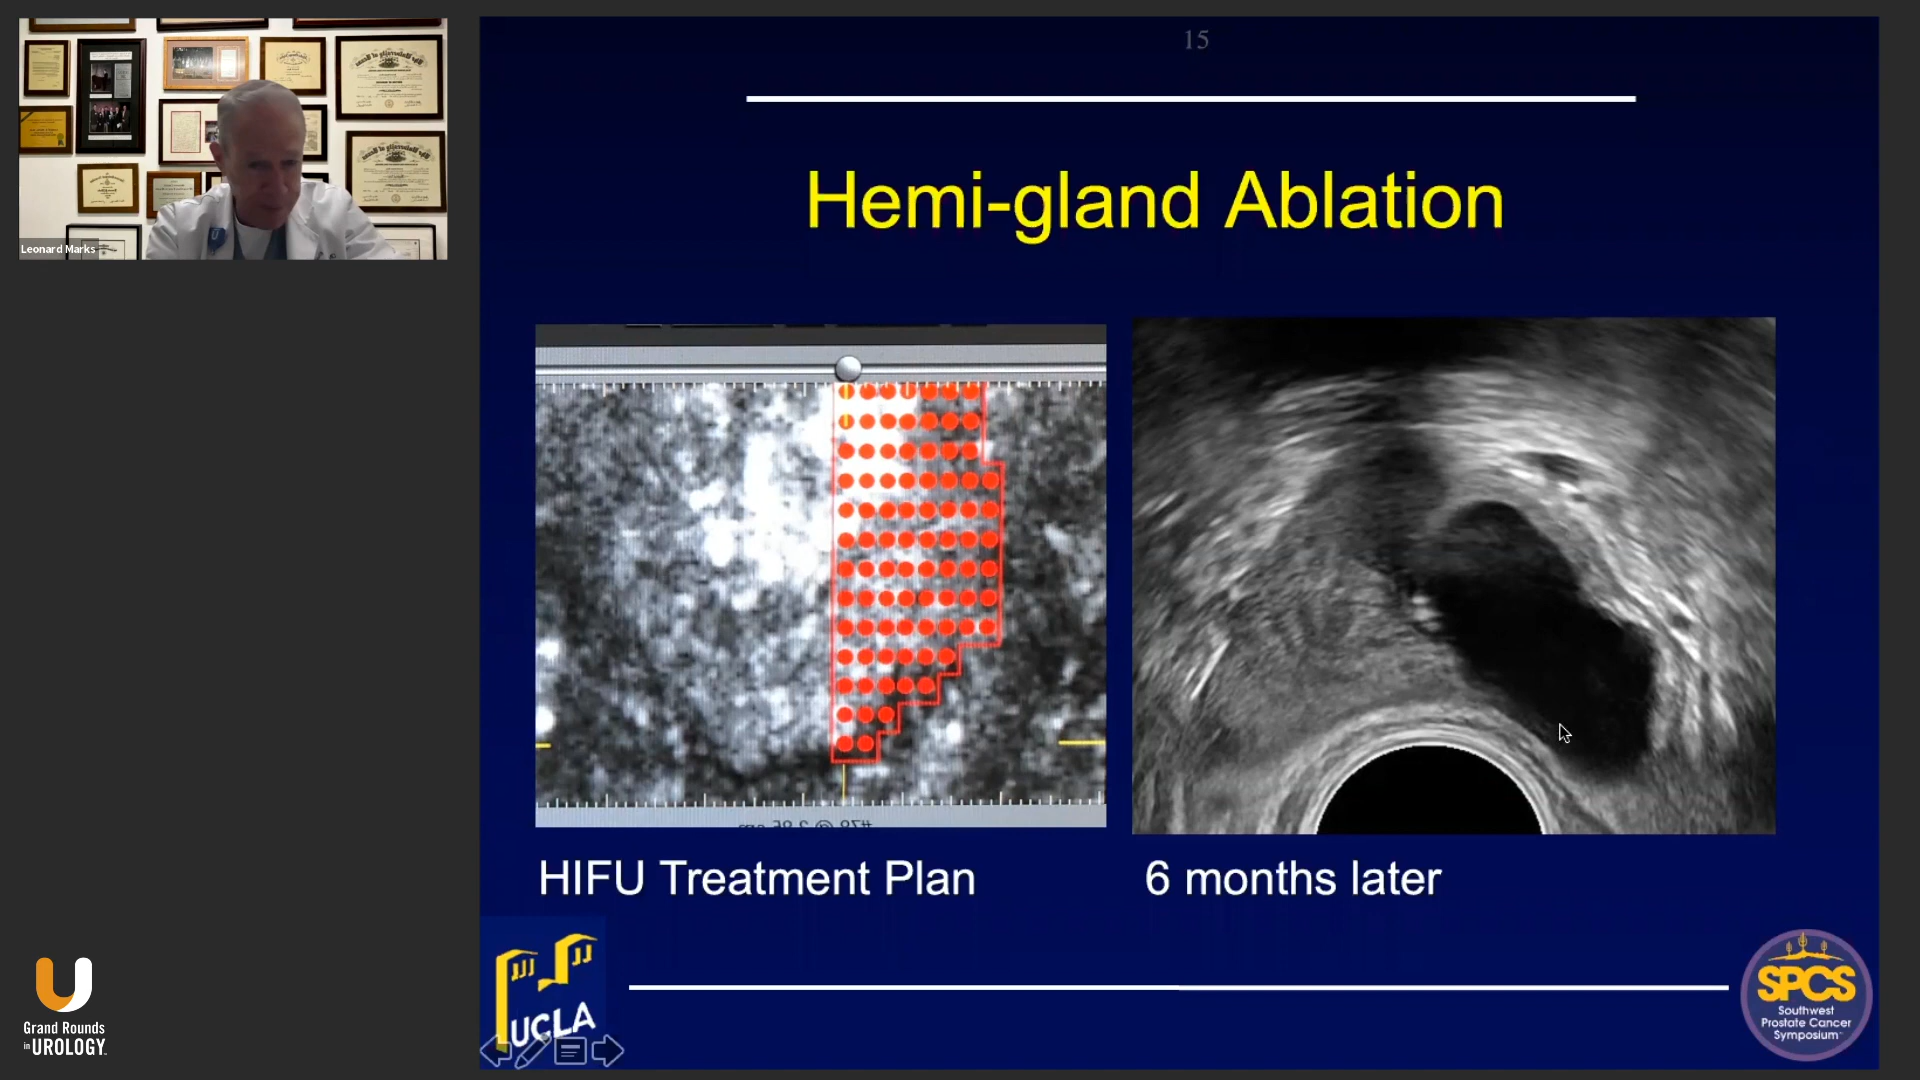 Leonard Marks
15
Hemi-gland Ablation
HIFU Treatment Plan
6 months later
UCLA
Grand Rounds
in UROLOGY
SPCS
Southwest
Prostate Cancer
Symposium